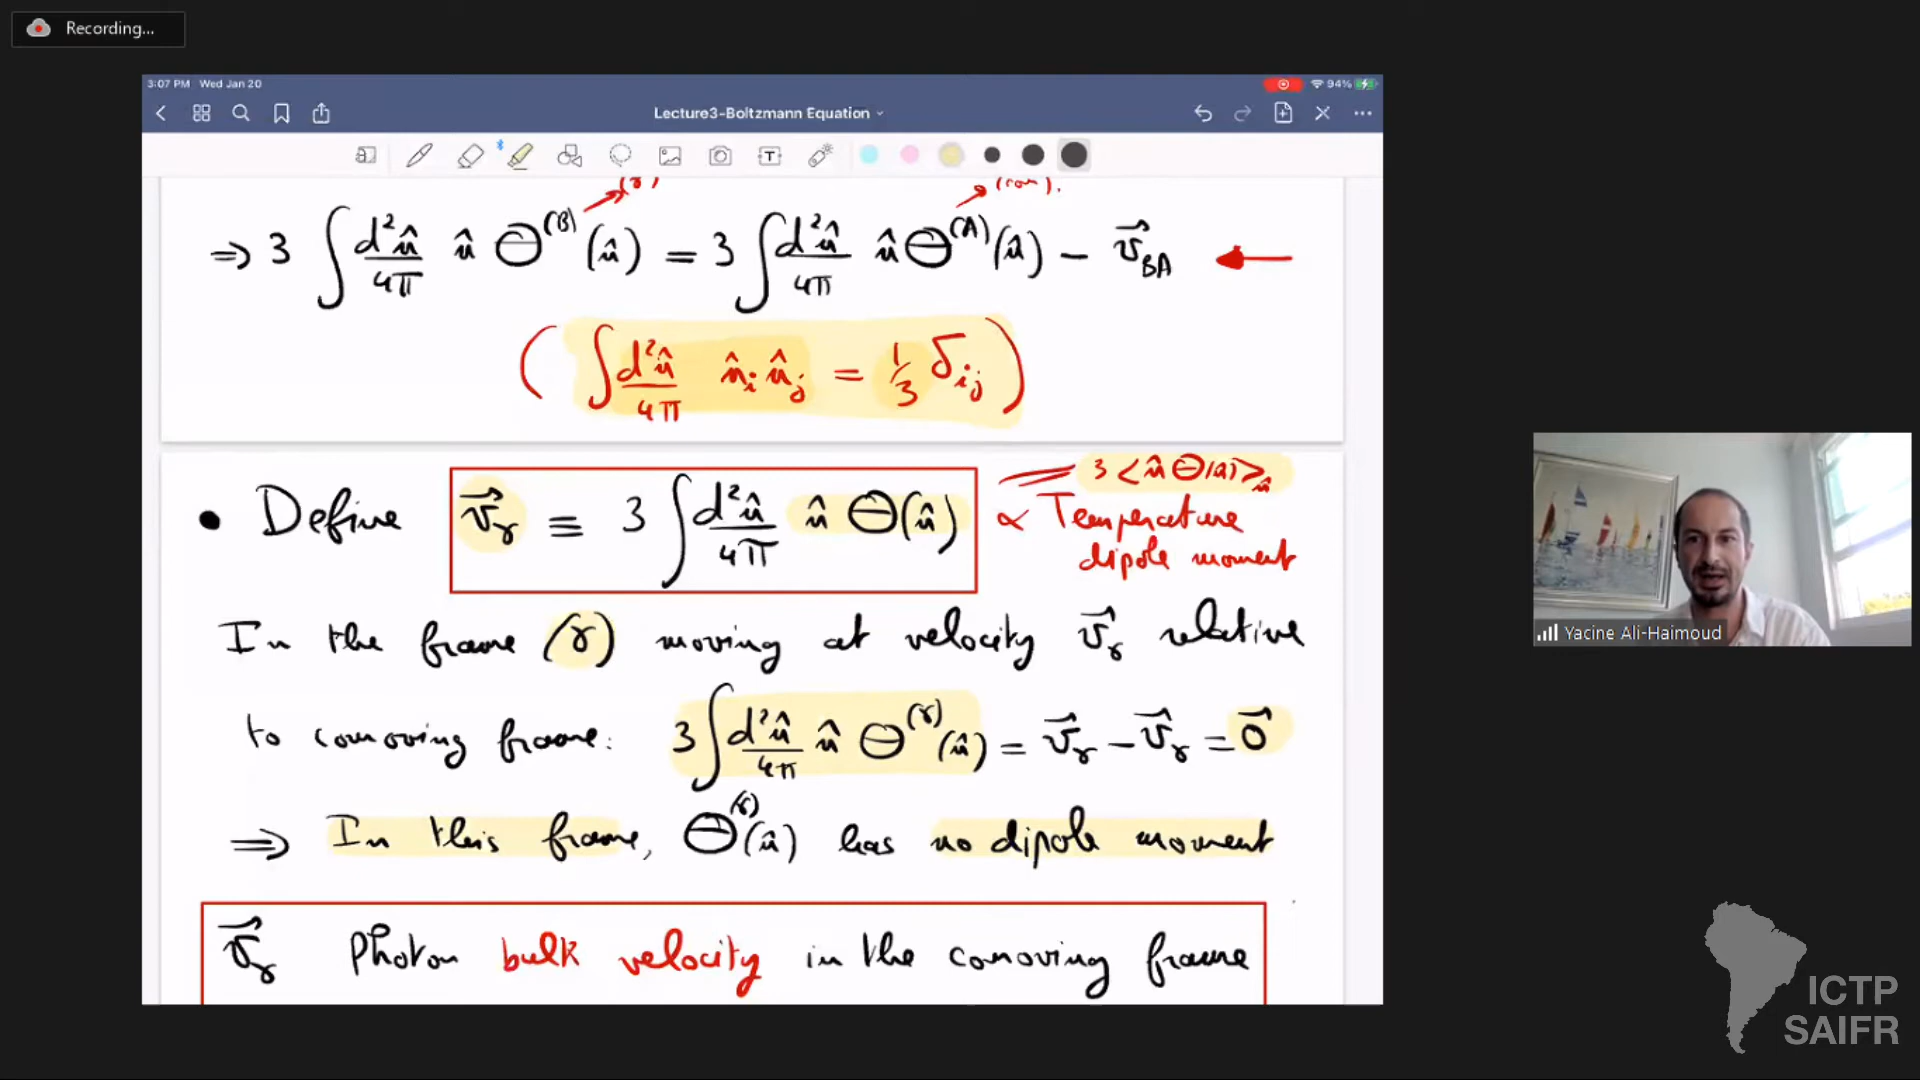 Recording...
3:07 PM Wed Jan 20
94%
Lecture3-Boltzmann Equation
(γ)
(com).
⇒ 3 ∫ d²n̂/4π n̂ Θ^(B) (n̂) = 3 ∫ d²n̂/4π n̂ Θ^(A) (n̂) − v⃗_BA
( ∫ d²n̂/4π n̂_i n̂_j = 1/3 δ_ij )
= 3 < n̂ Θ(n̂) >_n̂
• Define v⃗_γ ≡ 3 ∫ d²n̂/4π n̂ Θ(n̂) ∝ Temperature
dipole moment
In the frame (γ) moving at velocity v⃗_γ relative
to comoving frame: 3 ∫ d²n̂/4π n̂ Θ^(γ) (n̂) = v⃗_γ − v⃗_γ = 0⃗
⇒ In this frame, Θ^(γ) (n̂) has no dipole moment
v⃗_γ Photon bulk velocity in the comoving frame
Yacine Ali-Haimoud
ICTP
SAIFR